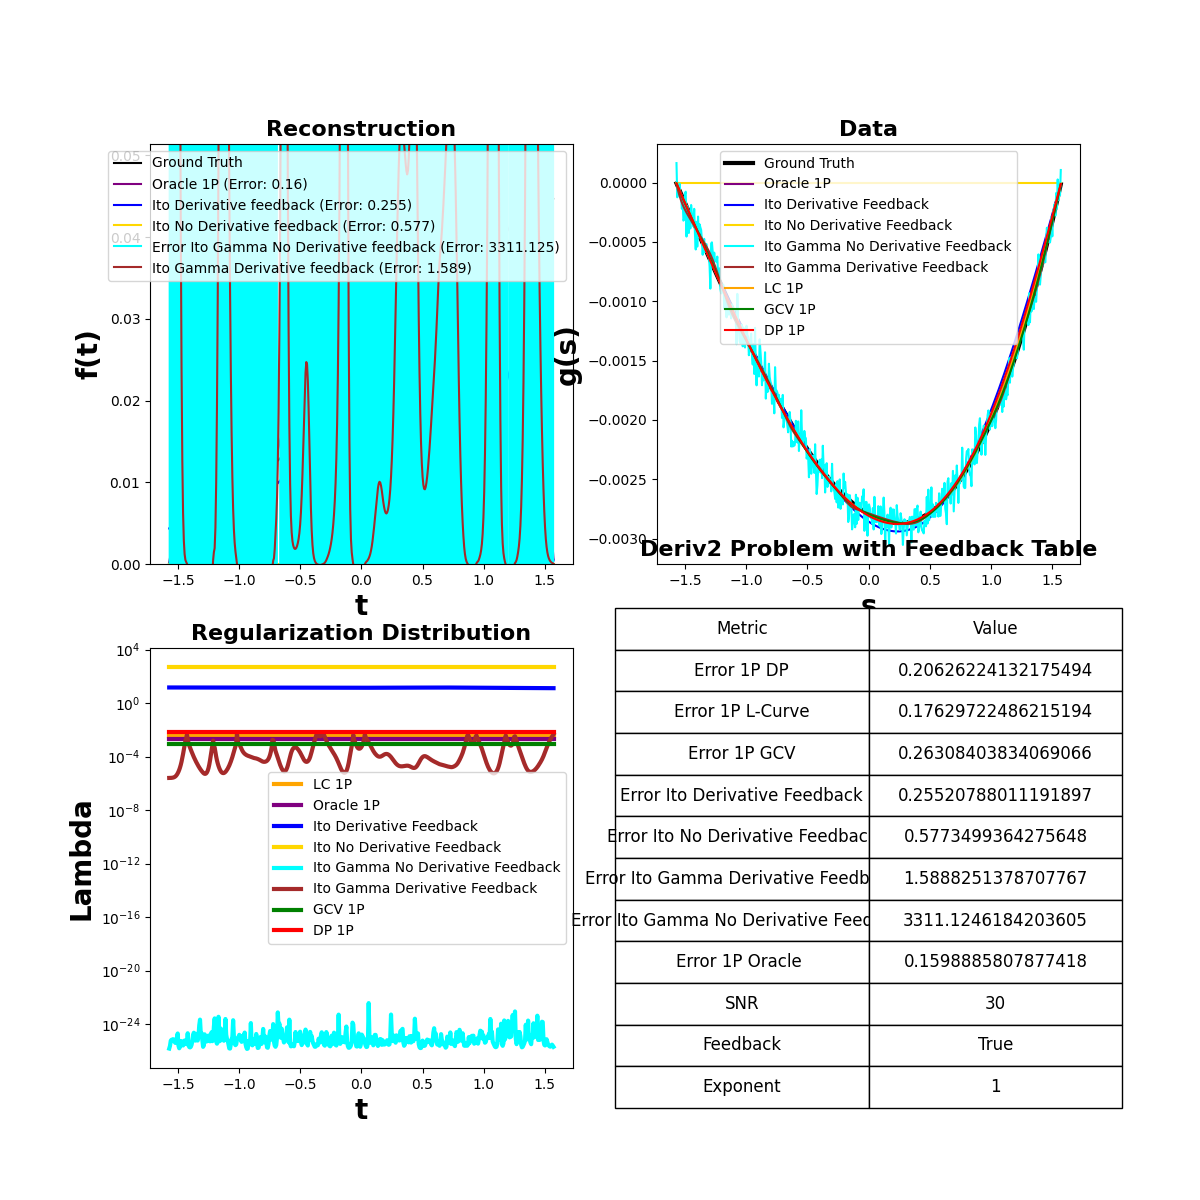 Reconstruction
f(t)
0.05
0.04
0.03
0.02
0.01
0.00
Ground Truth
Oracle 1P (Error: 0.16)
Ito Derivative feedback (Error: 0.255)
Ito No Derivative feedback (Error: 0.577)
Error Ito Gamma No Derivative feedback (Error: 3311.125)
Ito Gamma Derivative feedback (Error: 1.589)
−1.5 −1.0 −0.5 0.0 0.5 1.0 1.5
t
Data
g(s)
0.0000
−0.0005
−0.0010
−0.0015
−0.0020
−0.0025
−0.0030
Ground Truth
Oracle 1P
Ito Derivative Feedback
Ito No Derivative Feedback
Ito Gamma No Derivative Feedback
Ito Gamma Derivative Feedback
LC 1P
GCV 1P
DP 1P
−1.5 −1.0 −0.5 0.0 0.5 1.0 1.5
s
Regularization Distribution
Lambda
10^4
10^0
10^−4
10^−8
10^−12
10^−16
10^−20
10^−24
LC 1P
Oracle 1P
Ito Derivative Feedback
Ito No Derivative Feedback
Ito Gamma No Derivative Feedback
Ito Gamma Derivative Feedback
GCV 1P
DP 1P
−1.5 −1.0 −0.5 0.0 0.5 1.0 1.5
t
Deriv2 Problem with Feedback Table
Metric Value
Error 1P DP 0.20626224132175494
Error 1P L-Curve 0.17629722486215194
Error 1P GCV 0.26308403834069066
Error Ito Derivative Feedback 0.25520788011191897
Error Ito No Derivative Feedbac 0.5773499364275648
Error Ito Gamma Derivative Feedb 1.5888251378707767
Error Ito Gamma No Derivative Feed 3311.1246184203605
Error 1P Oracle 0.1598885807877418
SNR 30
Feedback True
Exponent 1